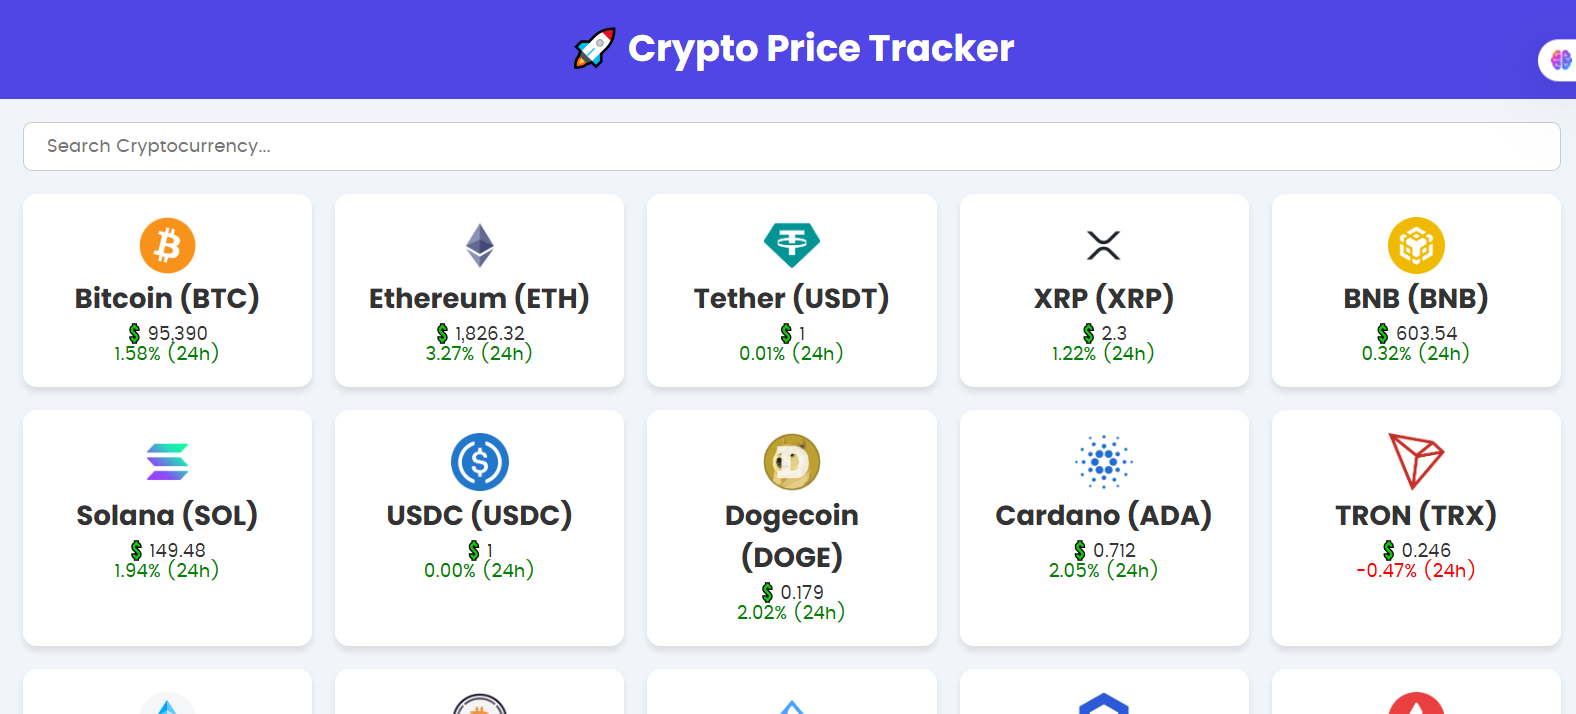 🚀 Crypto Price Tracker
Search Cryptocurrency...
Bitcoin (BTC)
💲 95,390
1.58% (24h)
Ethereum (ETH)
💲 1,826.32
3.27% (24h)
Tether (USDT)
💲 1
0.01% (24h)
XRP (XRP)
💲 2.3
1.22% (24h)
BNB (BNB)
💲 603.54
0.32% (24h)
Solana (SOL)
💲 149.48
1.94% (24h)
USDC (USDC)
💲 1
0.00% (24h)
Dogecoin
(DOGE)
💲 0.179
2.02% (24h)
Cardano (ADA)
💲 0.712
2.05% (24h)
TRON (TRX)
💲 0.246
-0.47% (24h)